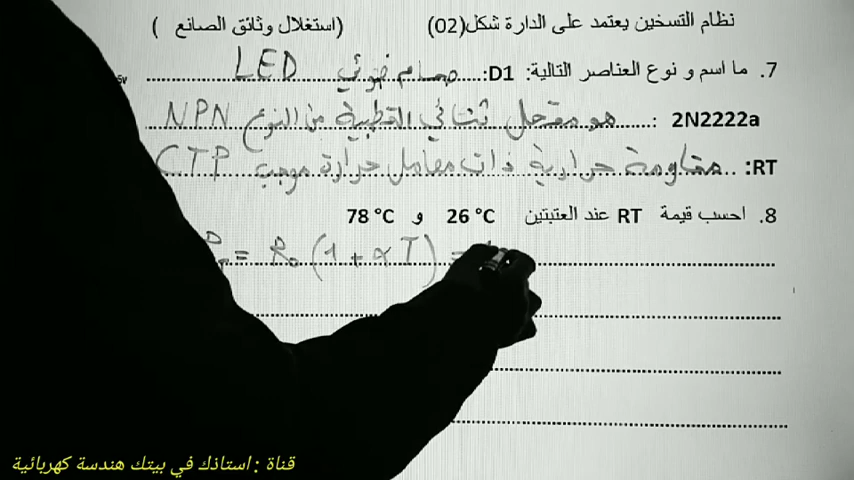 نظام التسخين يعتمد على الدارة شكل(02) (استغلال وثائق الصانع )
7. ما اسم و نوع العناصر التالية: D1: صمام ضوئي LED
2N2222a : هو مقحل ثنائي القطبية من النوع NPN
RT: مقاومة حرارية ذات معامل حرارة موجب CTP
8. احسب قيمة RT عند العتبتين 26 °C و 78 °C
= R₀ (1 + αT) =
قناة : استاذك في بيتك هندسة كهربائية